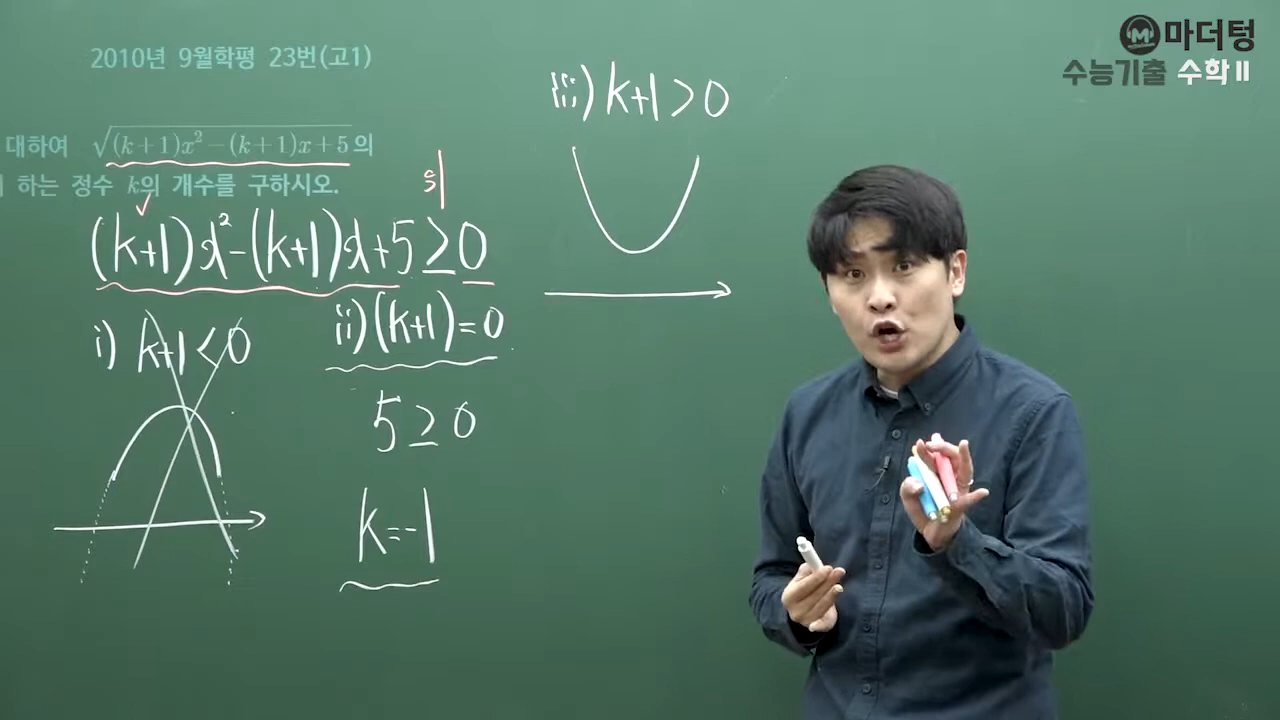 마더텅
수능기출 수학 II
2010년 9월학평 23번(고1)
대하여 √(k+1)x²-(k+1)x+5의
하는 정수 k의 개수를 구하시오.
(k+1)x²-(k+1)x+5≥0
i) k+1<0
ii) (k+1)=0
5≥0
k=-1
iii) k+1>0